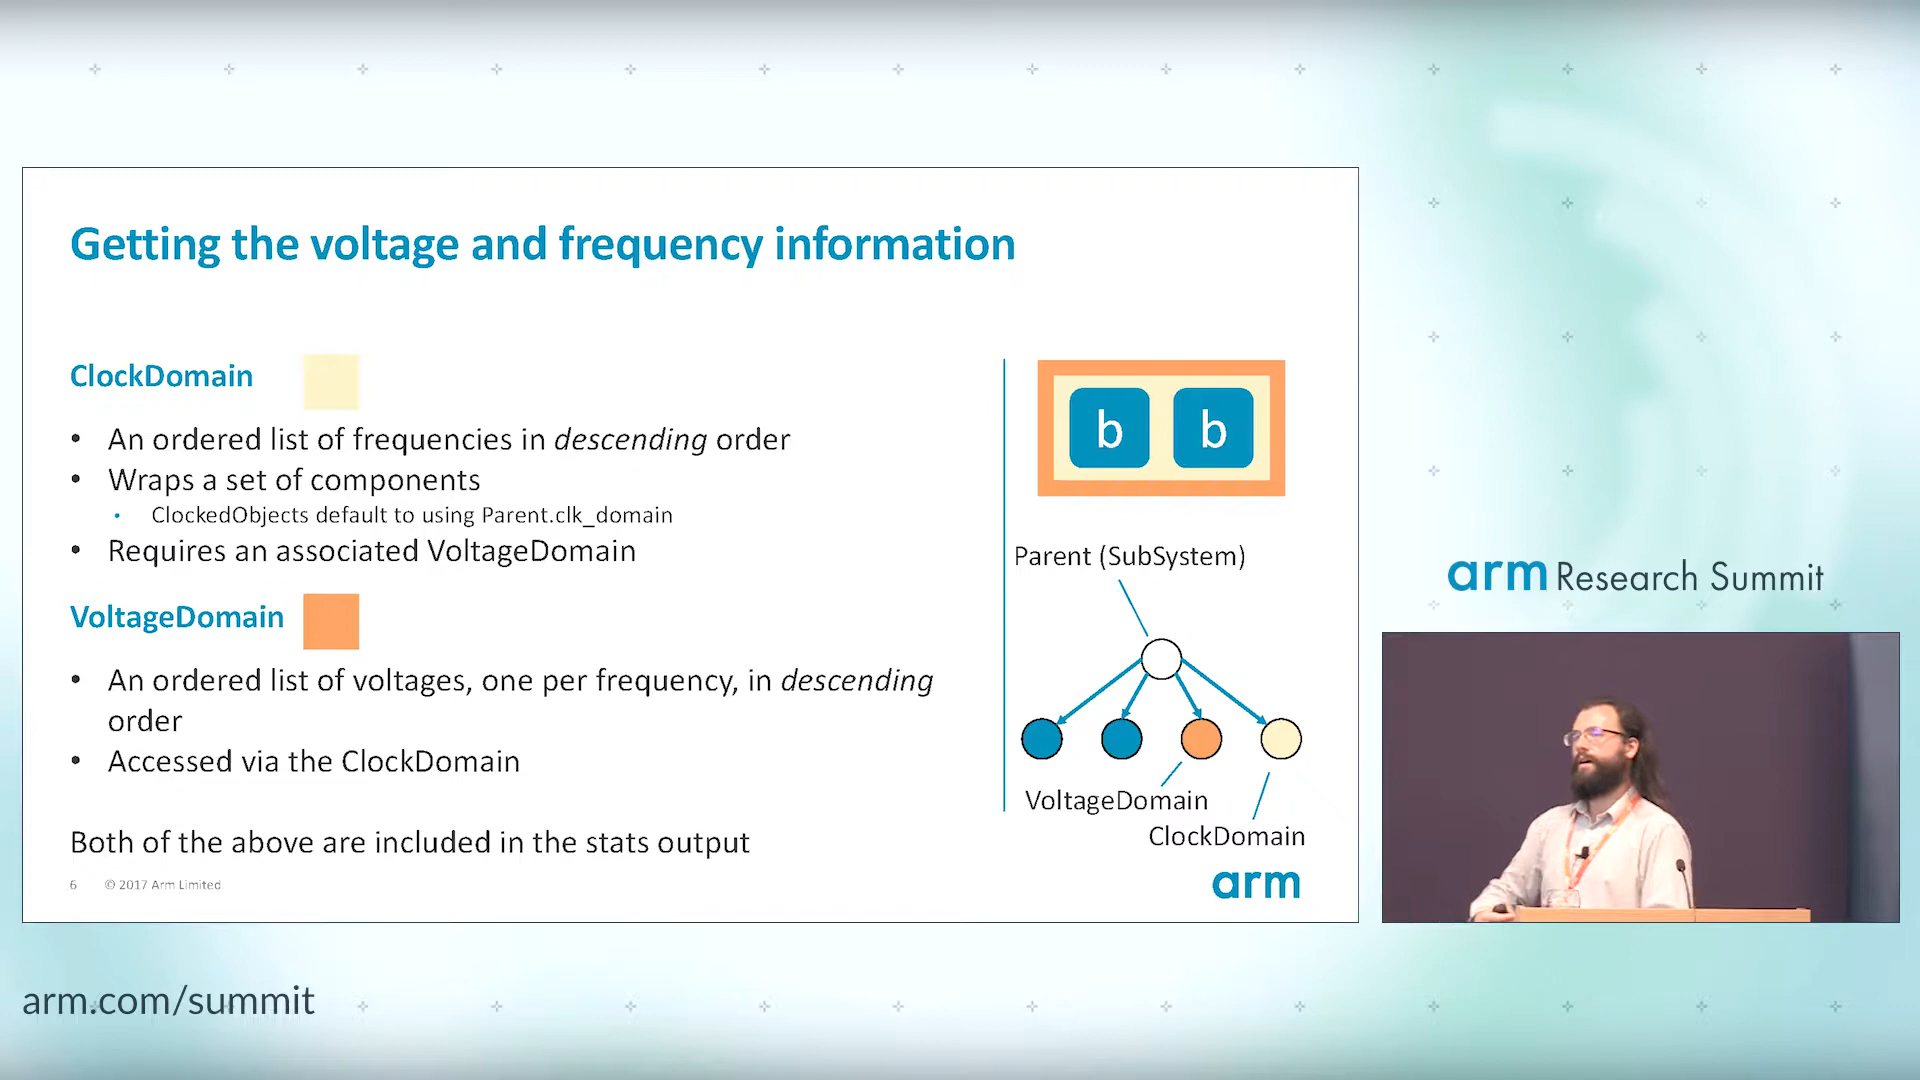 Getting the voltage and frequency information
ClockDomain
• An ordered list of frequencies in descending order
• Wraps a set of components
• ClockedObjects default to using Parent.clk_domain
• Requires an associated VoltageDomain
VoltageDomain
• An ordered list of voltages, one per frequency, in descending
order
• Accessed via the ClockDomain
Both of the above are included in the stats output
6 © 2017 Arm Limited
b b
Parent (SubSystem)
VoltageDomain
ClockDomain
arm
arm Research Summit
arm.com/summit